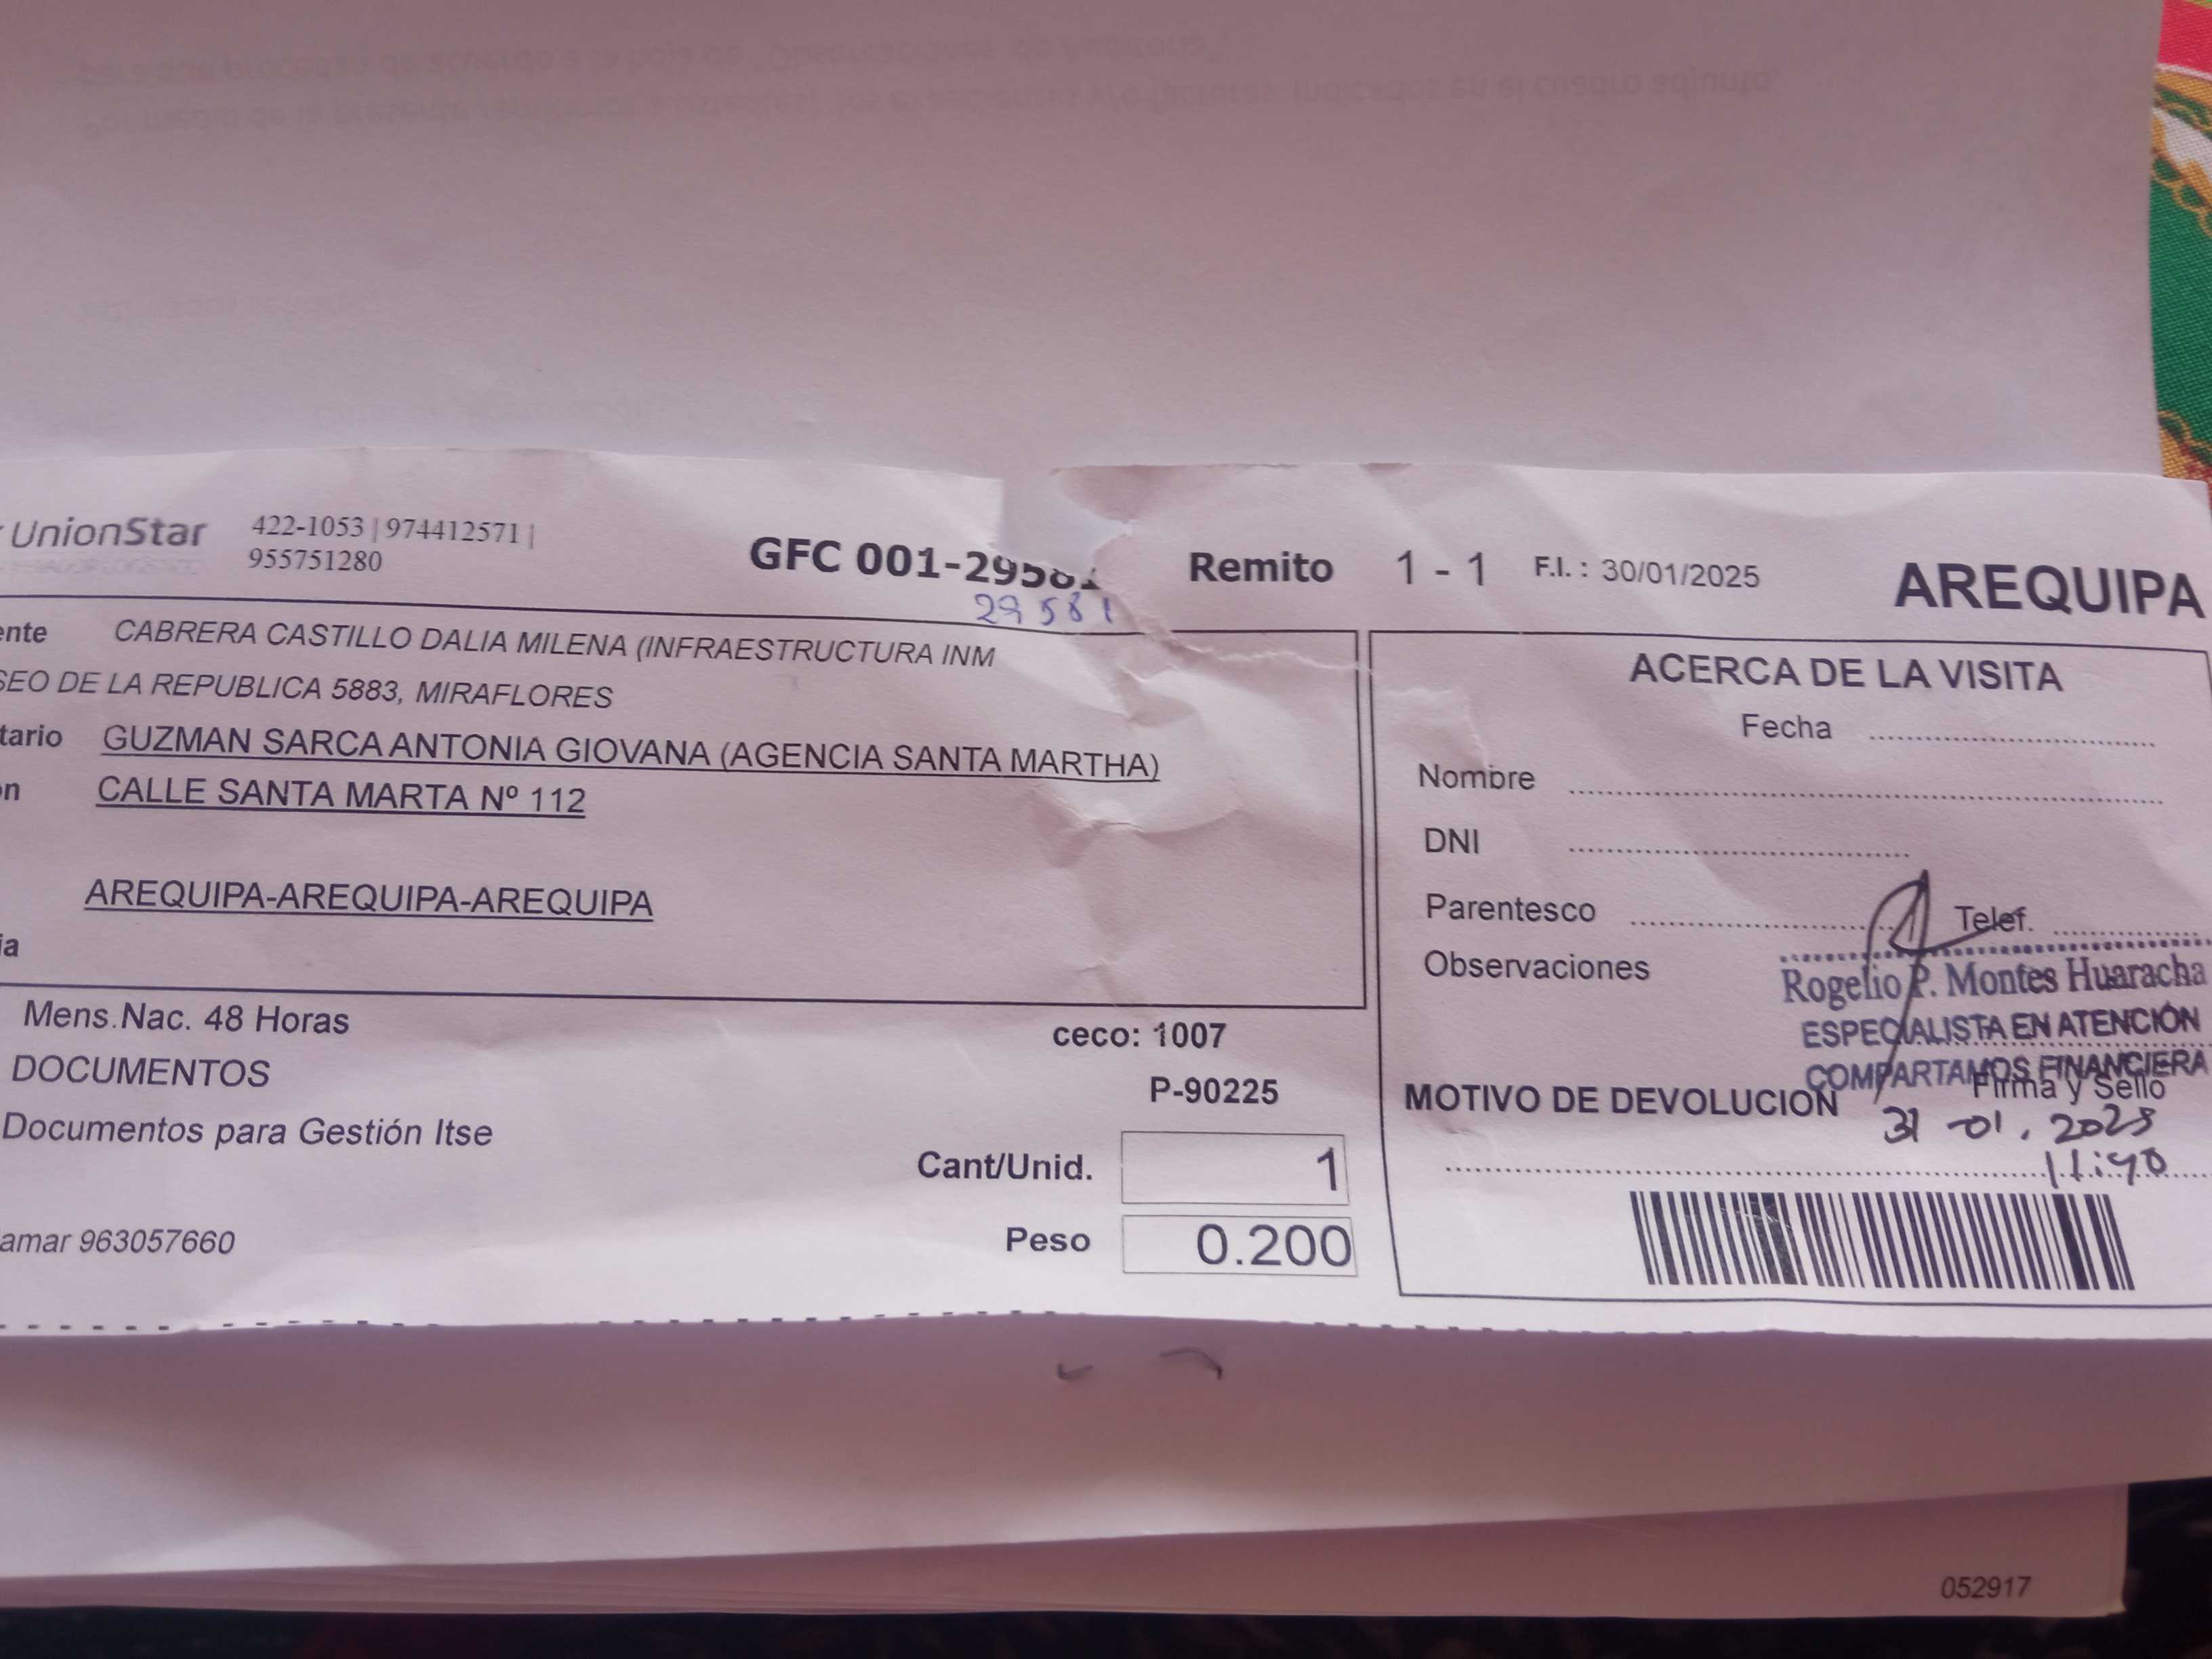 UnionStar
422-1053 | 974412571 |
955751280
GFC 001-29581
29581
Remito 1 - 1 F.I. : 30/01/2025 AREQUIPA
ente CABRERA CASTILLO DALIA MILENA (INFRAESTRUCTURA INM
SEO DE LA REPUBLICA 5883, MIRAFLORES
tario GUZMAN SARCA ANTONIA GIOVANA (AGENCIA SANTA MARTHA)
on CALLE SANTA MARTA Nº 112
AREQUIPA-AREQUIPA-AREQUIPA
ia
Mens.Nac. 48 Horas
ceco: 1007
DOCUMENTOS
P-90225
Documentos para Gestión Itse
Cant/Unid. 1
amar 963057660
Peso 0.200
ACERCA DE LA VISITA
Fecha
Nombre
DNI
Parentesco
Telef.
Observaciones
Rogelio P. Montes Huaracha
ESPECIALISTA EN ATENCIÓN
COMPARTAMOS FINANCIERA
Firma y Sello
MOTIVO DE DEVOLUCION
31-01.2025
11:40
052917